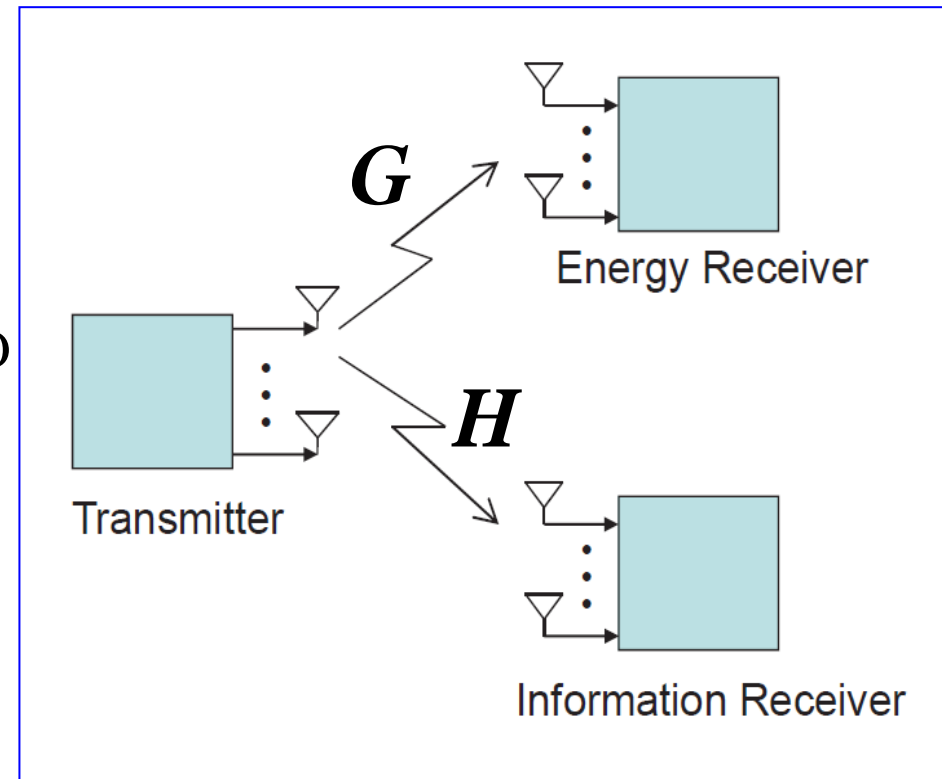 G
Energy Receiver
H
Transmitter
Information Receiver